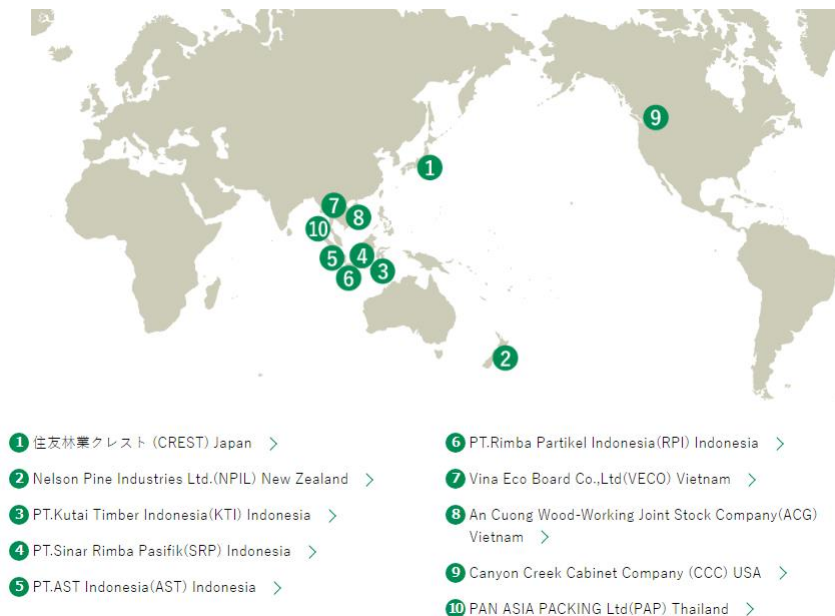 9
1
7
8
10
5
4
3
6
2
1 住友林業クレスト (CREST) Japan
2 Nelson Pine Industries Ltd.(NPIL) New Zealand
3 PT.Kutai Timber Indonesia(KTI) Indonesia
4 PT.Sinar Rimba Pasifik(SRP) Indonesia
5 PT.AST Indonesia(AST) Indonesia
6 PT.Rimba Partikel Indonesia(RPI) Indonesia
7 Vina Eco Board Co.,Ltd(VECO) Vietnam
8 An Cuong Wood-Working Joint Stock Company(ACG)
Vietnam
9 Canyon Creek Cabinet Company (CCC) USA
10 PAN ASIA PACKING Ltd(PAP) Thailand